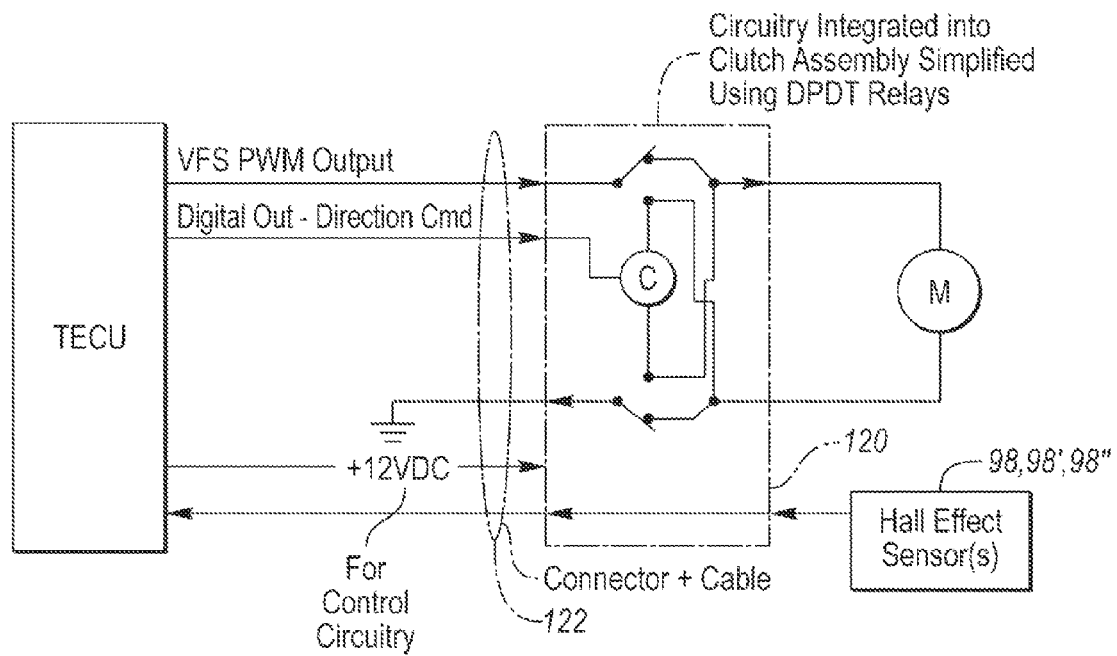 Circuitry Integrated into
Clutch Assembly Simplified
Using DPDT Relays
VFS PWM Output
Digital Out - Direction Cmd
C
M
TECU
+12VDC
120
98,98',98"
Hall Effect
Sensor(s)
For
Control
Circuitry
Connector + Cable
122